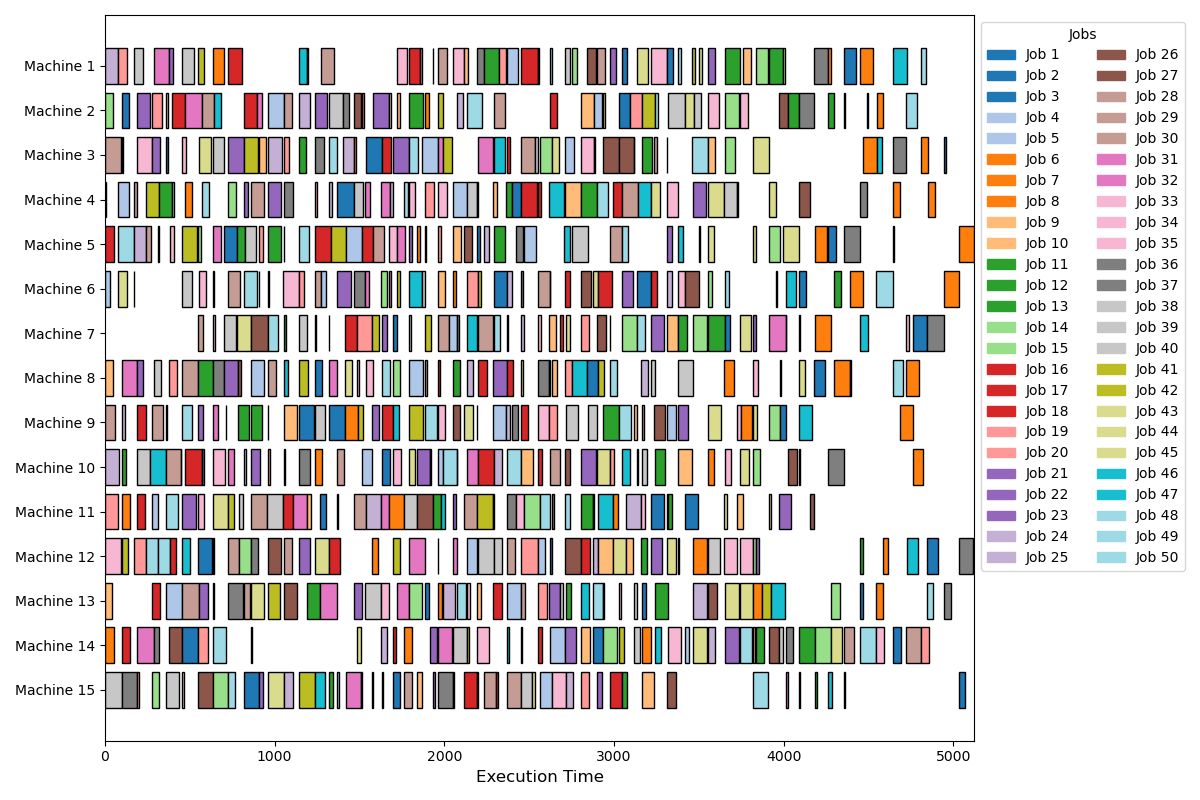 Machine 1
Machine 2
Machine 3
Machine 4
Machine 5
Machine 6
Machine 7
Machine 8
Machine 9
Machine 10
Machine 11
Machine 12
Machine 13
Machine 14
Machine 15
0 1000 2000 3000 4000 5000
Execution Time
Jobs
Job 1 Job 26
Job 2 Job 27
Job 3 Job 28
Job 4 Job 29
Job 5 Job 30
Job 6 Job 31
Job 7 Job 32
Job 8 Job 33
Job 9 Job 34
Job 10 Job 35
Job 11 Job 36
Job 12 Job 37
Job 13 Job 38
Job 14 Job 39
Job 15 Job 40
Job 16 Job 41
Job 17 Job 42
Job 18 Job 43
Job 19 Job 44
Job 20 Job 45
Job 21 Job 46
Job 22 Job 47
Job 23 Job 48
Job 24 Job 49
Job 25 Job 50